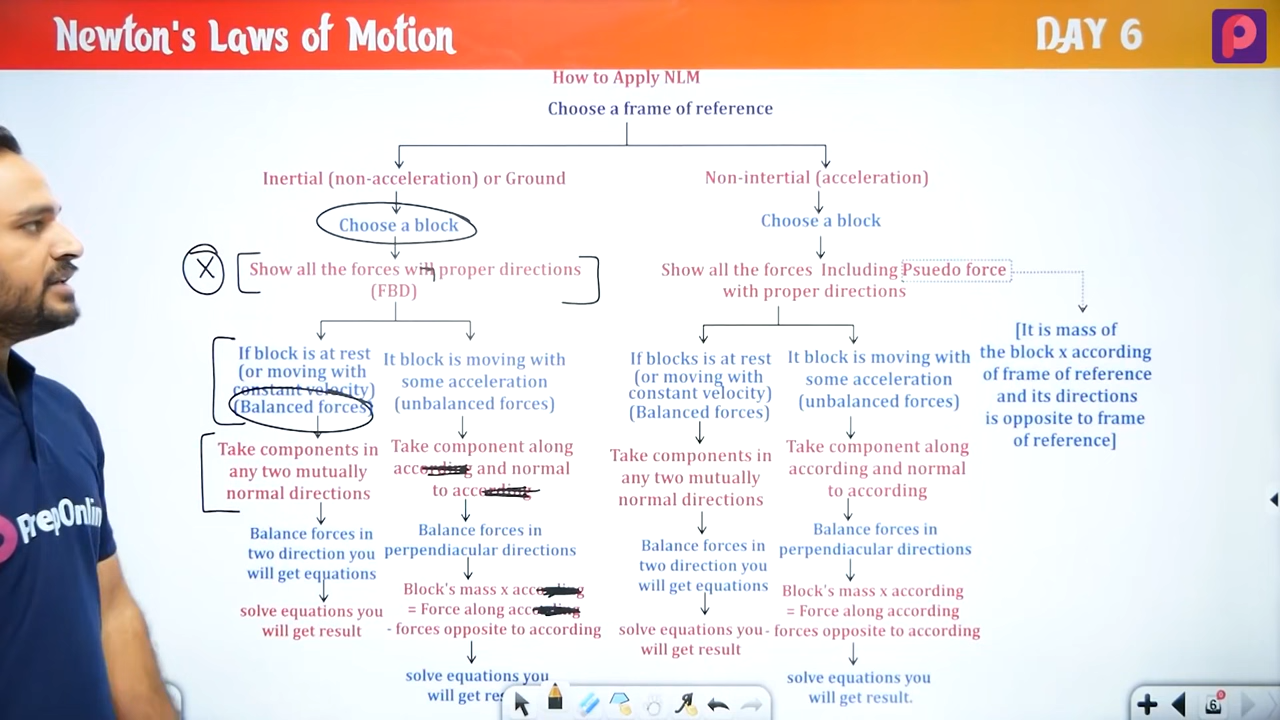 Newton's Laws of Motion
DAY 6
How to Apply NLM
Choose a frame of reference
Inertial (non-acceleration) or Ground
Choose a block
X
Show all the forces proper directions
(FBD)
If block is at rest
(or moving with
constant velocity)
(Balanced forces)
Take components in
any two mutually
normal directions
Balance forces in
two direction you
will get equations
solve equations you
will get result
It block is moving with
some acceleration
(unbalanced forces)
Take component along
according and normal
to according
Balance forces in
perpendiacular directions
Block's mass x acc
= Force along acc
- forces opposite to according
solve equations you
will get
Non-intertial (acceleration)
Choose a block
Show all the forces Including Psuedo force
with proper directions
If blocks is at rest
(or moving with
constant velocity)
(Balanced forces)
Take components in
any two mutually
normal directions
Balance forces in
two direction you
will get equations
solve equations you
will get result
It block is moving with
some acceleration
(unbalanced forces)
Take component along
according and normal
to according
Balance forces in
perpendiacular directions
Block's mass x according
= Force along according
- forces opposite to according
solve equations you
will get result.
[It is mass of
the block x according
of frame of reference
and its directions
is opposite to frame
of reference]
PrepOnlin
6